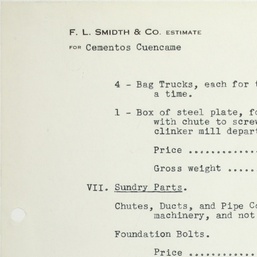 F. L. SMIDTH & CO. ESTIMATE
FOR Cementos Cuencame
4 - Bag Trucks, each for
a time.
1 - Box of steel plate,
with chute to
clinker mill
Price ..............
Gross weight ......
VII. Sundry Parts.
Chutes, Ducts, and Pipe
machinery, and not
Foundation Bolts.
Price ..............